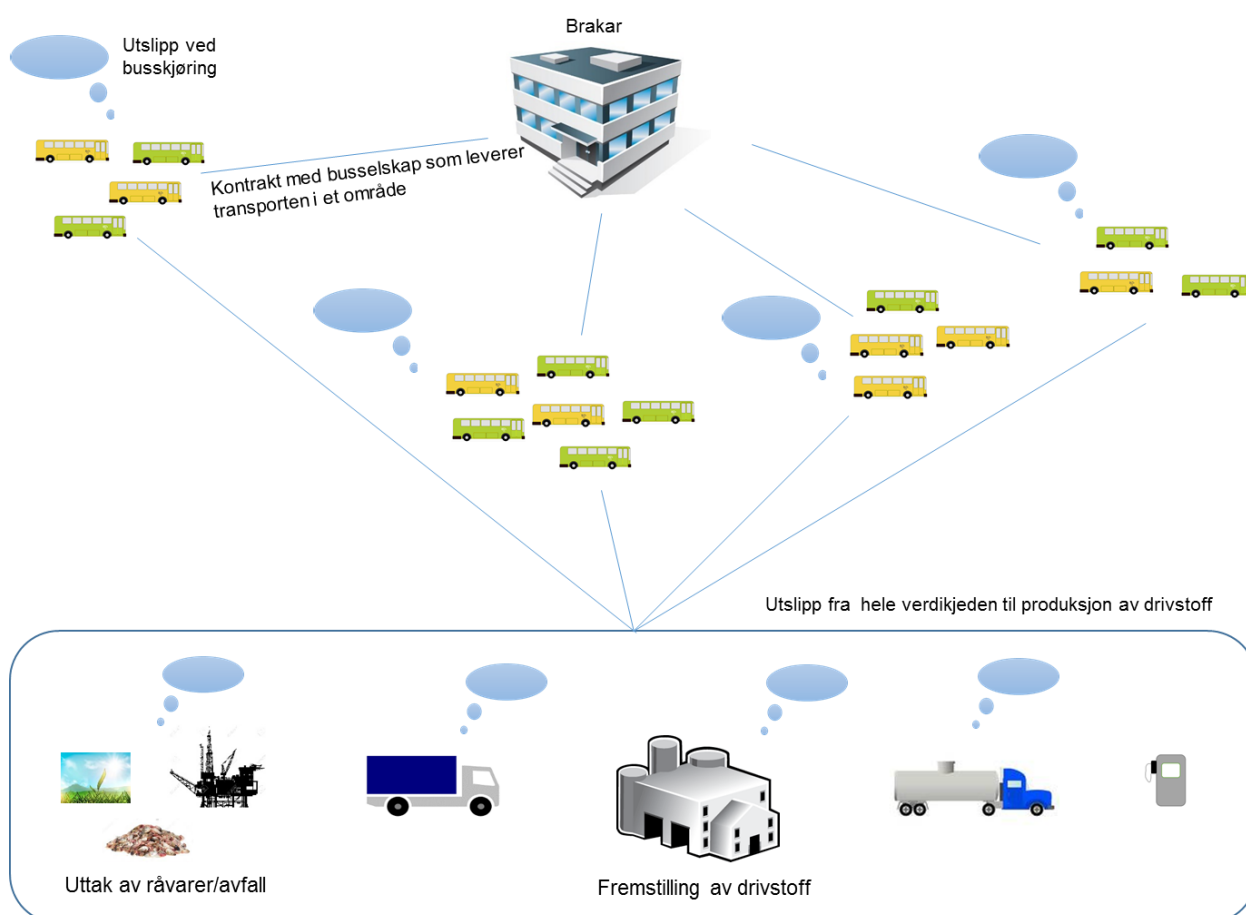 Brakar
Utslipp ved
busskjøring
Kontrakt med busselskap som leverer
transporten i et område
Utslipp fra hele verdikjeden til produksjon av drivstoff
Uttak av råvarer/avfall
Fremstilling av drivstoff